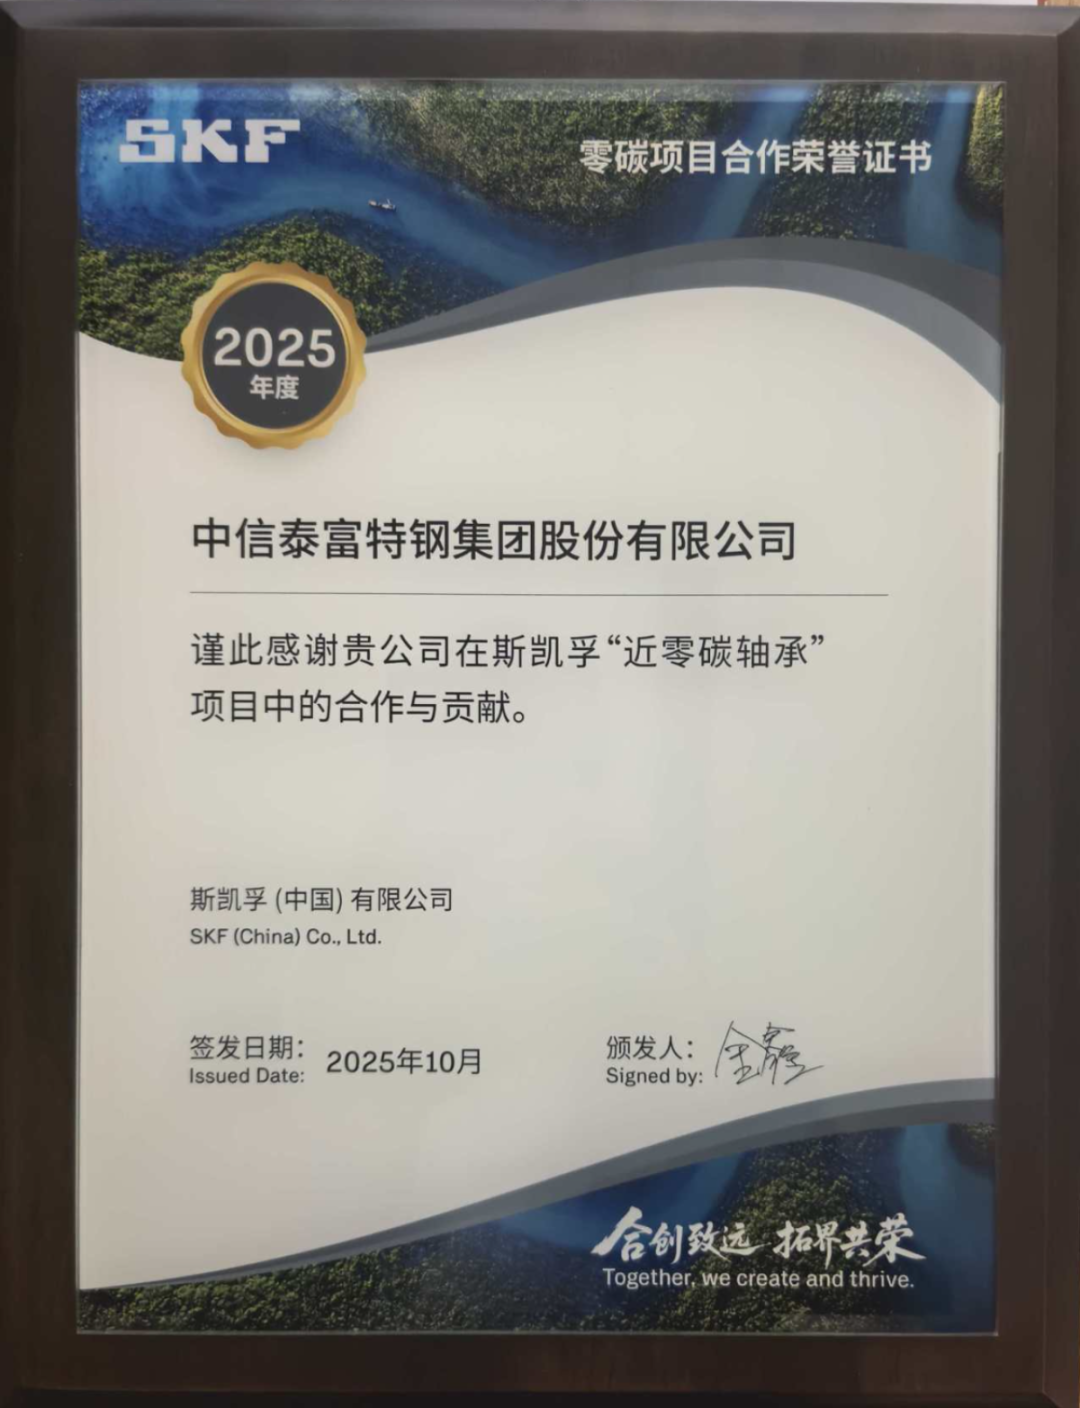 SKF
零碳项目合作荣誉证书
2025
年度
中信泰富特钢集团股份有限公司
谨此感谢贵公司在斯凯孚“近零碳轴承”
项目中的合作与贡献。
斯凯孚 (中国) 有限公司
SKF (China) Co., Ltd.
签发日期：
2025年10月
Issued Date:
颁发人：
Signed by:
合创致远 拓界共荣
Together, we create and thrive.